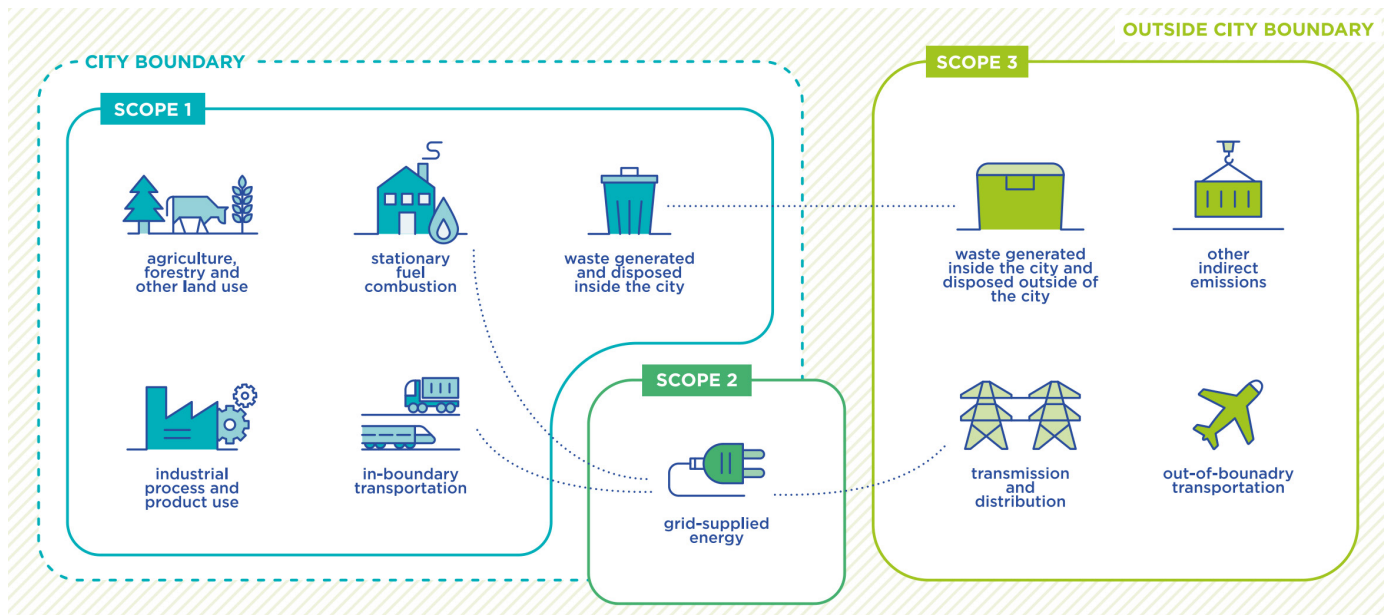 OUTSIDE CITY BOUNDARY
CITY BOUNDARY
SCOPE 3
SCOPE 1
agriculture,
forestry and
other land use
stationary
fuel
combustion
waste generated
and disposed
inside the city
waste generated
inside the city and
disposed outside of
the city
other
indirect
emissions
SCOPE 2
industrial
process and
product use
in-boundary
transportation
grid-supplied
energy
transmission
and
distribution
out-of-bounadry
transportation